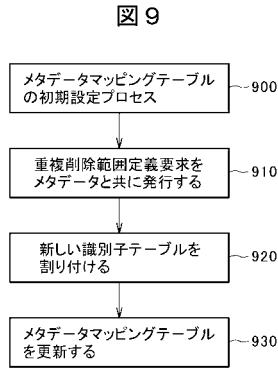 図9
メタデータマッピングテーブル
の初期設定プロセス
900
重複削除範囲定義要求を
メタデータと共に発行する
910
新しい識別子テーブルを
割り付ける
920
メタデータマッピングテーブル
を更新する
930